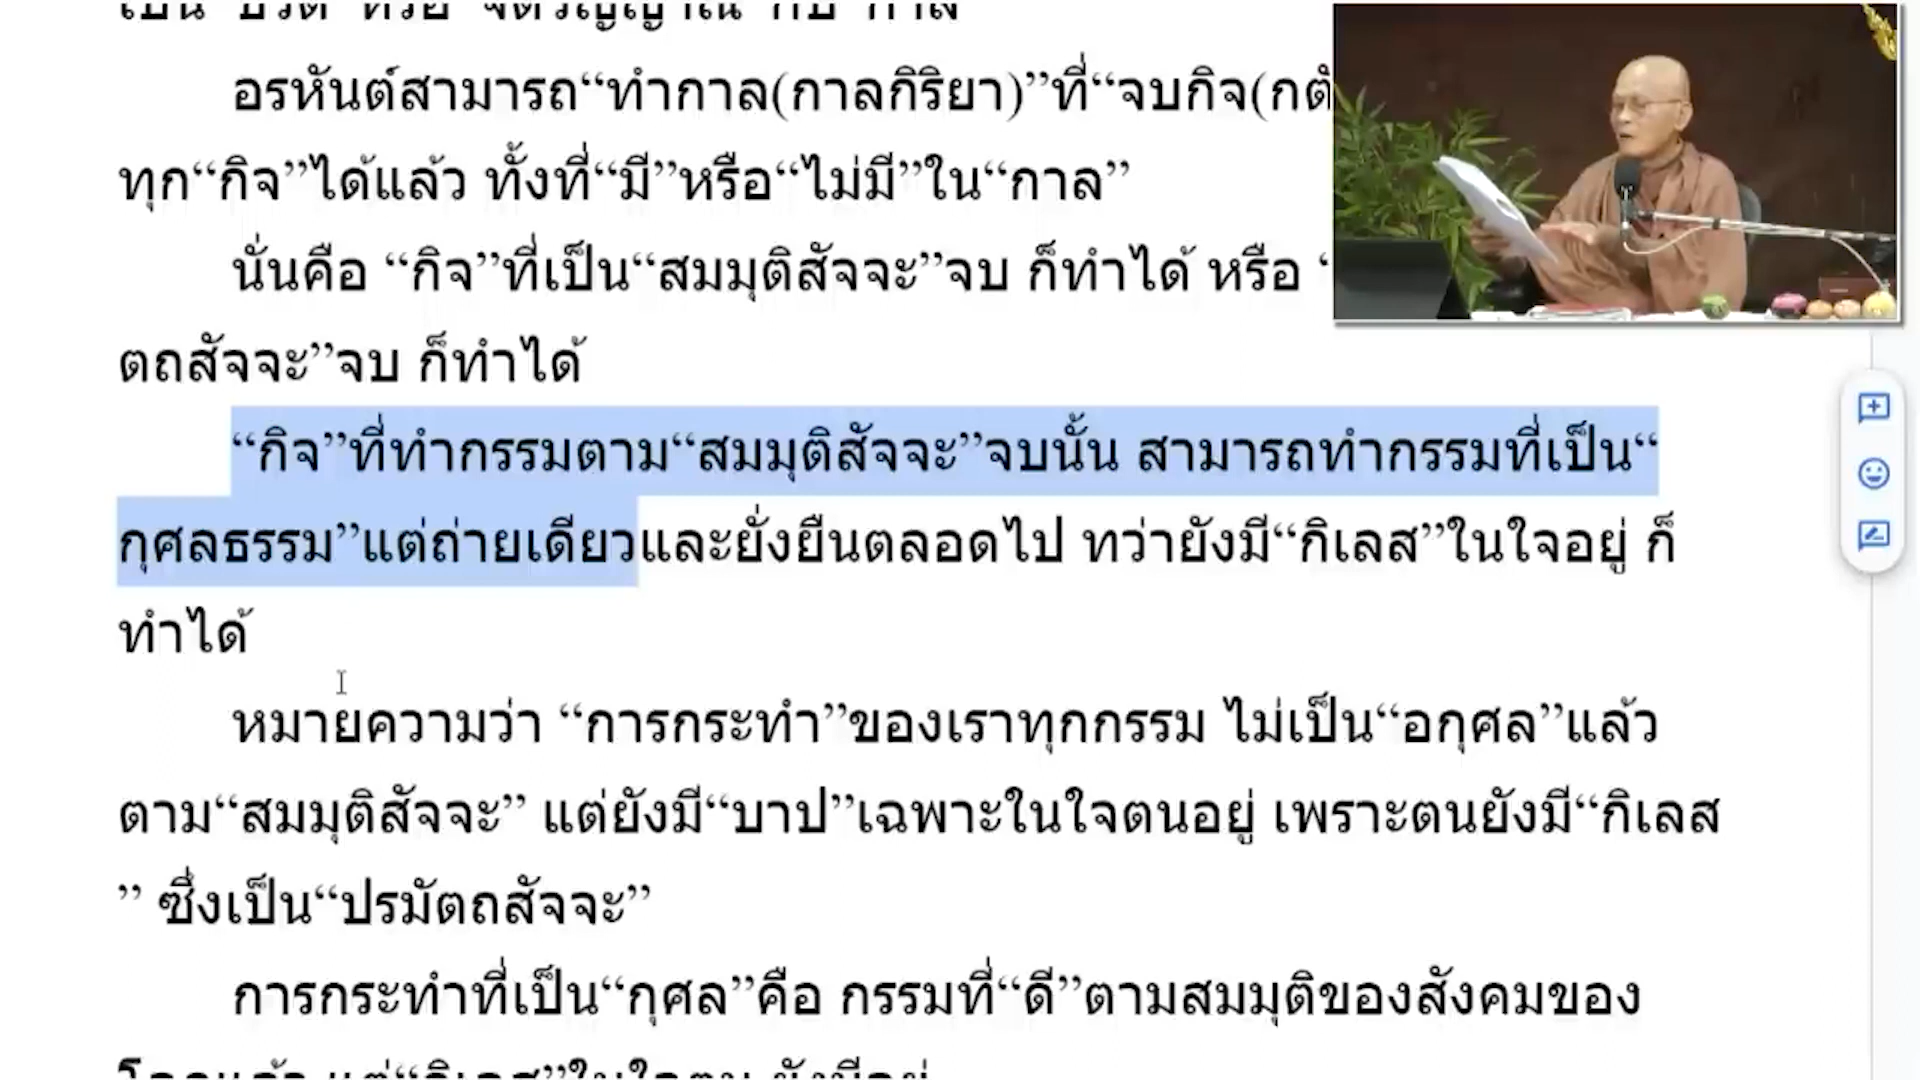 อรหันต์สามารถ“ทำกาล(กาลกิริยา)”ที่“จบกิจ(กตั
ทุก“กิจ”ได้แล้ว ทั้งที่“มี”หรือ“ไม่มี”ใน“กาล”
นั่นคือ “กิจ”ที่เป็น“สมมุติสัจจะ”จบ ก็ทำได้ หรือ “
ตถสัจจะ”จบ ก็ทำได้
“กิจ”ที่ทำกรรมตาม“สมมุติสัจจะ”จบนั้น สามารถทำกรรมที่เป็น“
กุศลธรรม”แต่ถ่ายเดียวและยั่งยืนตลอดไป ทว่ายังมี“กิเลส”ในใจอยู่ ก็
ทำได้
หมายความว่า “การกระทำ”ของเราทุกกรรม ไม่เป็น“อกุศล”แล้ว
ตาม“สมมุติสัจจะ” แต่ยังมี“บาป”เฉพาะในใจตนอยู่ เพราะตนยังมี“กิเลส
” ซึ่งเป็น“ปรมัตถสัจจะ”
การกระทำที่เป็น“กุศล”คือ กรรมที่“ดี”ตามสมมุติของสังคมของ